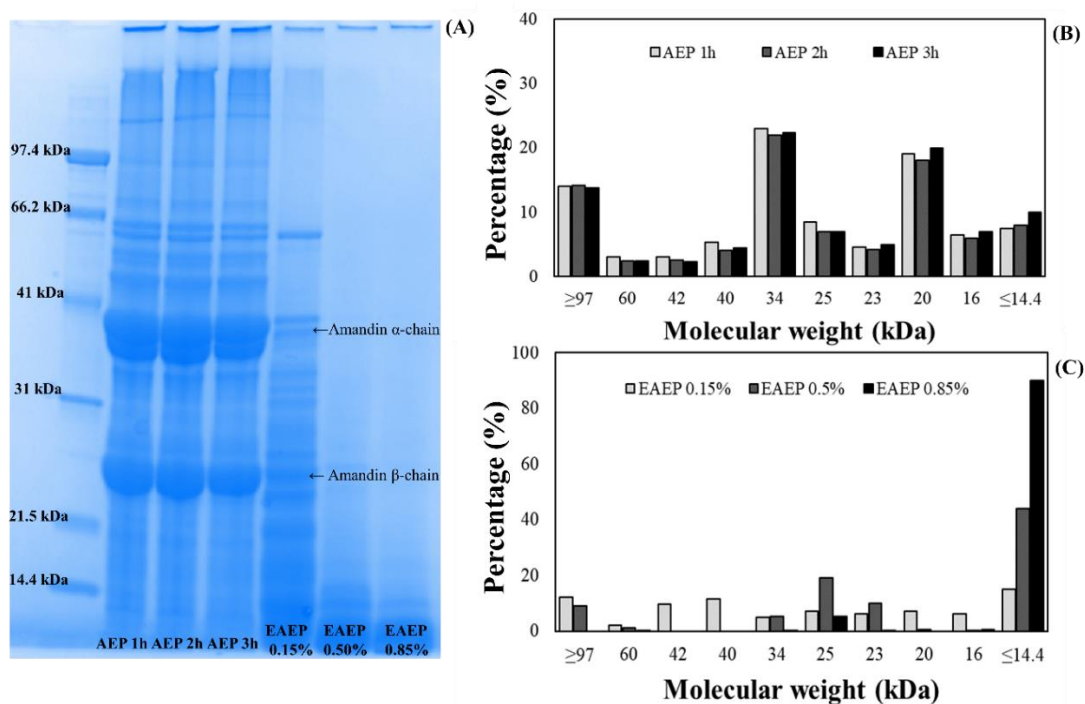 (A)
97.4 kDa
66.2 kDa
41 kDa
31 kDa
21.5 kDa
14.4 kDa
←Amandin α-chain
← Amandin β-chain
AEP 1h AEP 2h AEP 3h EAEP 0.15% EAEP 0.50% EAEP 0.85%
(B)
Percentage (%)
40
30
20
10
0
AEP 1h AEP 2h AEP 3h
≥97 60 42 40 34 25 23 20 16 ≤14.4
Molecular weight (kDa)
(C)
Percentage (%)
100
80
60
40
20
0
EAEP 0.15% EAEP 0.5% EAEP 0.85%
≥97 60 42 40 34 25 23 20 16 ≤14.4
Molecular weight (kDa)